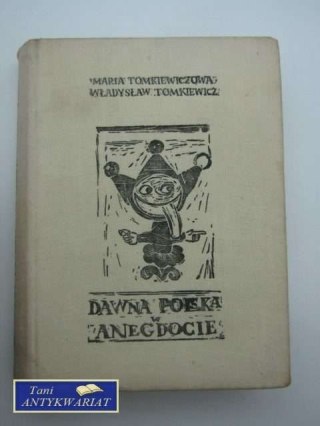 MARIA TOMKIEWICZOWA
WŁADYSŁAW TOMKIEWICZ
DAWNA POLSKA
W
ANEGDOCIE
Tani
ANTYKWARIAT